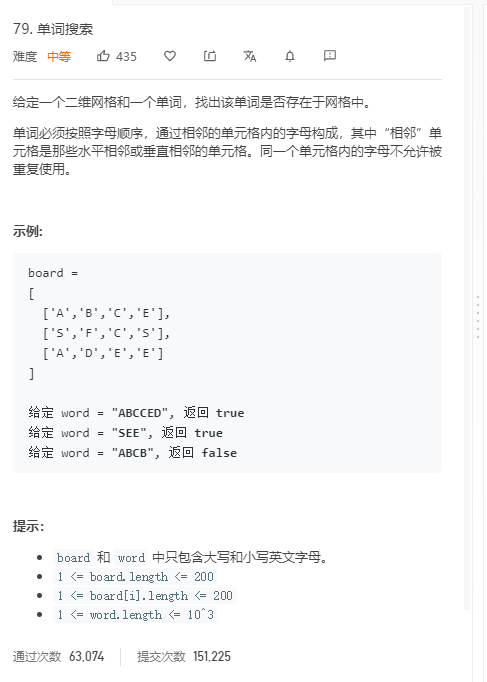 79. 单词搜索
难度 中等 435
给定一个二维网格和一个单词，找出该单词是否存在于网格中。
单词必须按照字母顺序，通过相邻的单元格内的字母构成，其中“相邻”单
元格是那些水平相邻或垂直相邻的单元格。同一个单元格内的字母不允许被
重复使用。
示例:
board =
[
['A','B','C','E'],
['S','F','C','S'],
['A','D','E','E']
]
给定 word = "ABCCED", 返回 true
给定 word = "SEE", 返回 true
给定 word = "ABCB", 返回 false
提示：
board 和 word 中只包含大写和小写英文字母。
1 <= board.length <= 200
1 <= board[i].length <= 200
1 <= word.length <= 10^3
通过次数 63,074 提交次数 151,225